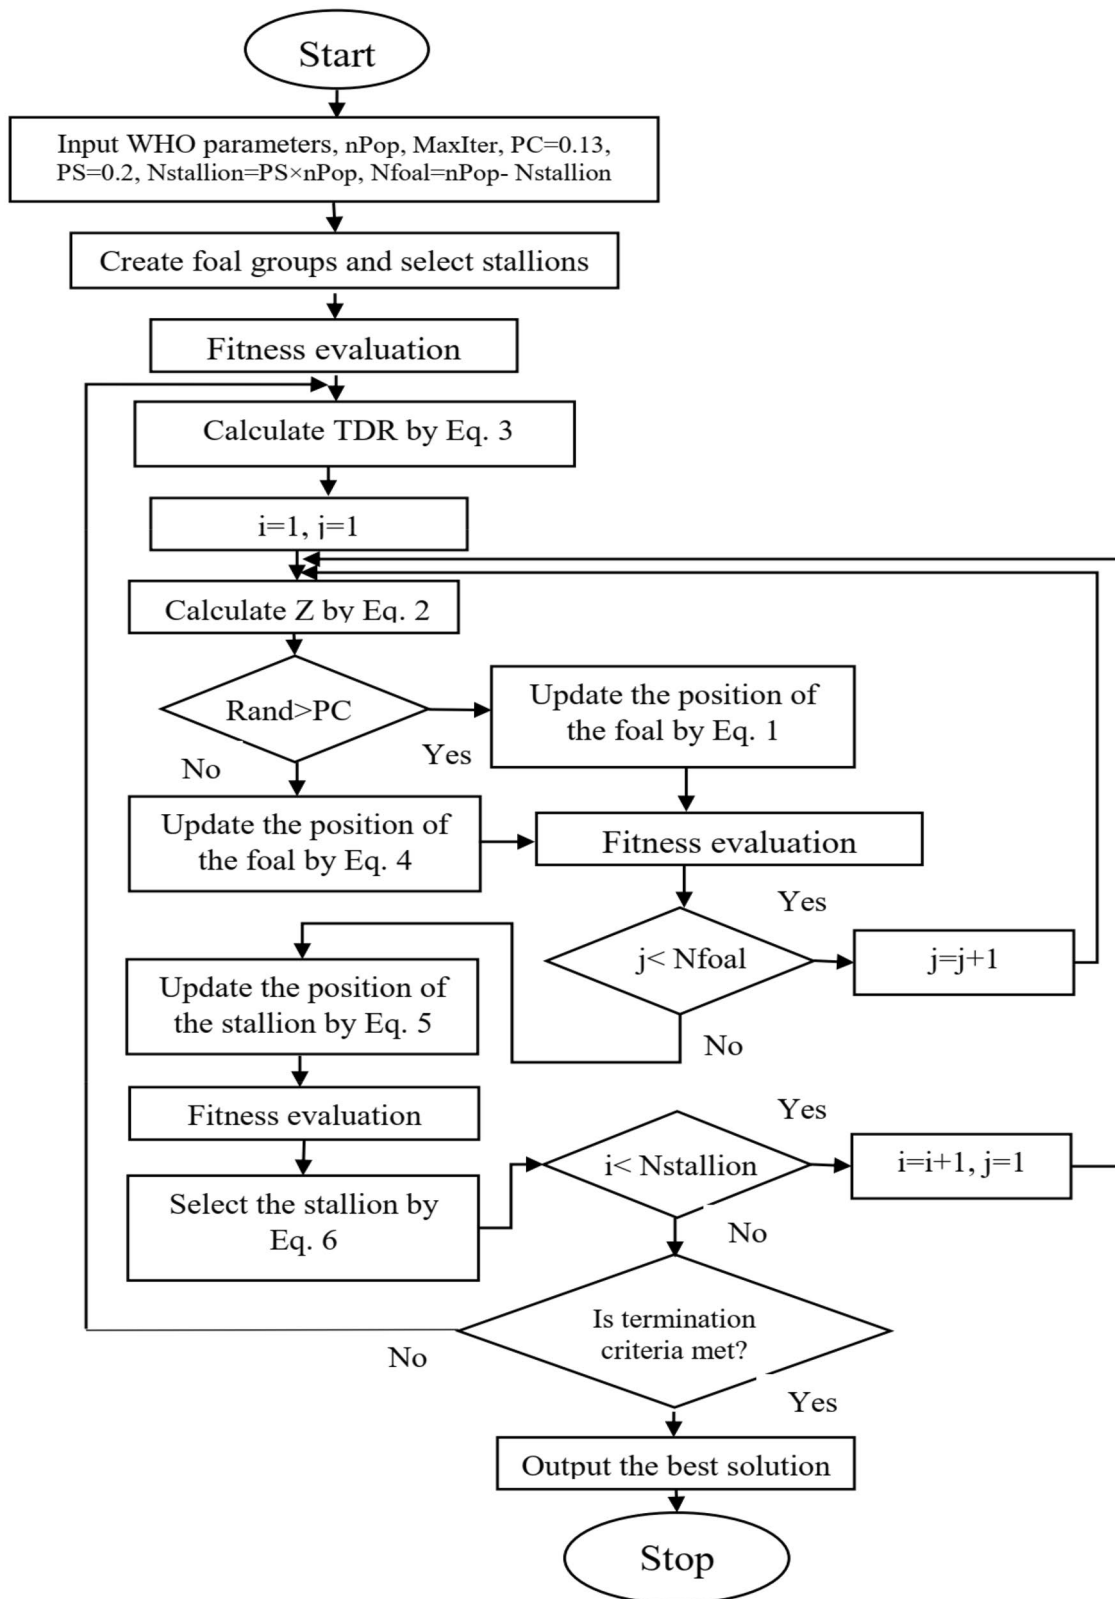 Start
Input WHO parameters, nPop, MaxIter, PC=0.13,
PS=0.2, Nstallion=PS×nPop, Nfoal=nPop- Nstallion
Create foal groups and select stallions
Fitness evaluation
Calculate TDR by Eq. 3
i=1, j=1
Calculate Z by Eq. 2
Rand>PC
Yes
No
Update the position of
the foal by Eq. 1
Update the position of
the foal by Eq. 4
Fitness evaluation
j< Nfoal
Yes
j=j+1
No
Update the position of
the stallion by Eq. 5
Fitness evaluation
Select the stallion by
Eq. 6
i< Nstallion
Yes
i=i+1, j=1
No
Is termination
criteria met?
No
Yes
Output the best solution
Stop